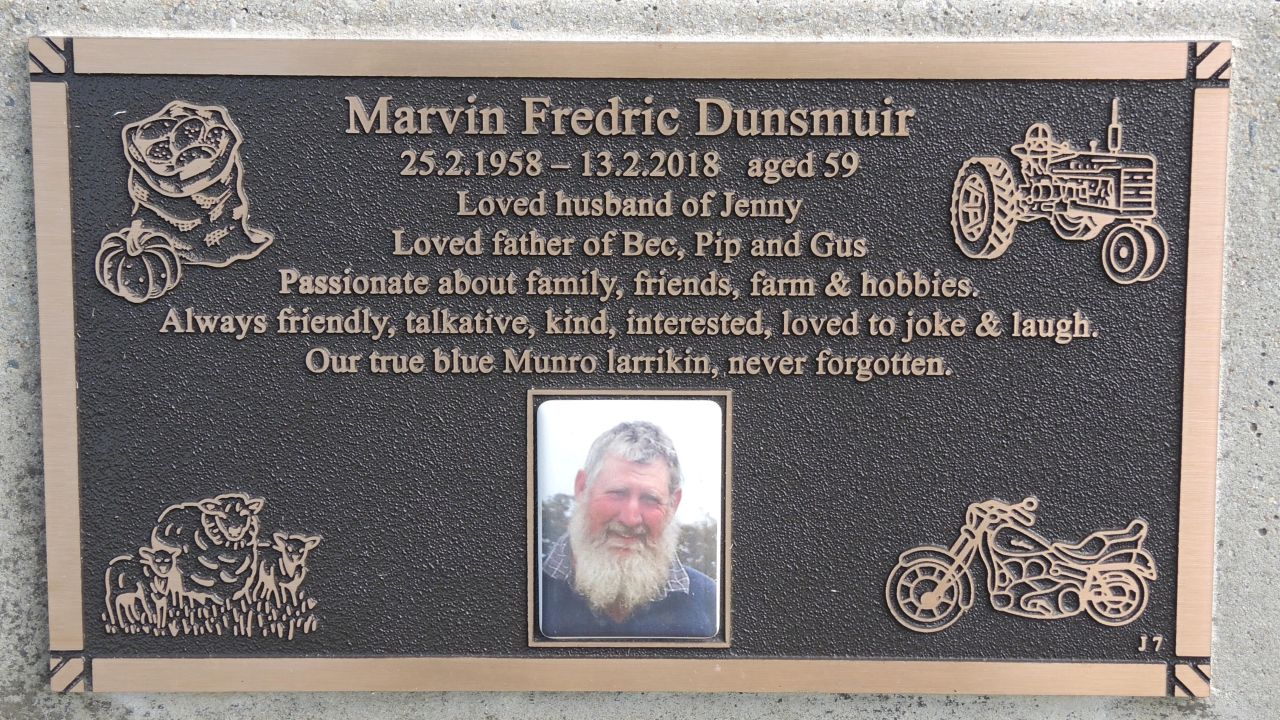 Marvin Fredric Dunsmuir
25.2.1958 – 13.2.2018 aged 59
Loved husband of Jenny
Loved father of Bec, Pip and Gus
Passionate about family, friends, farm & hobbies.
Always friendly, talkative, kind, interested, loved to joke & laugh.
Our true blue Munro larrikin, never forgotten.
J 7